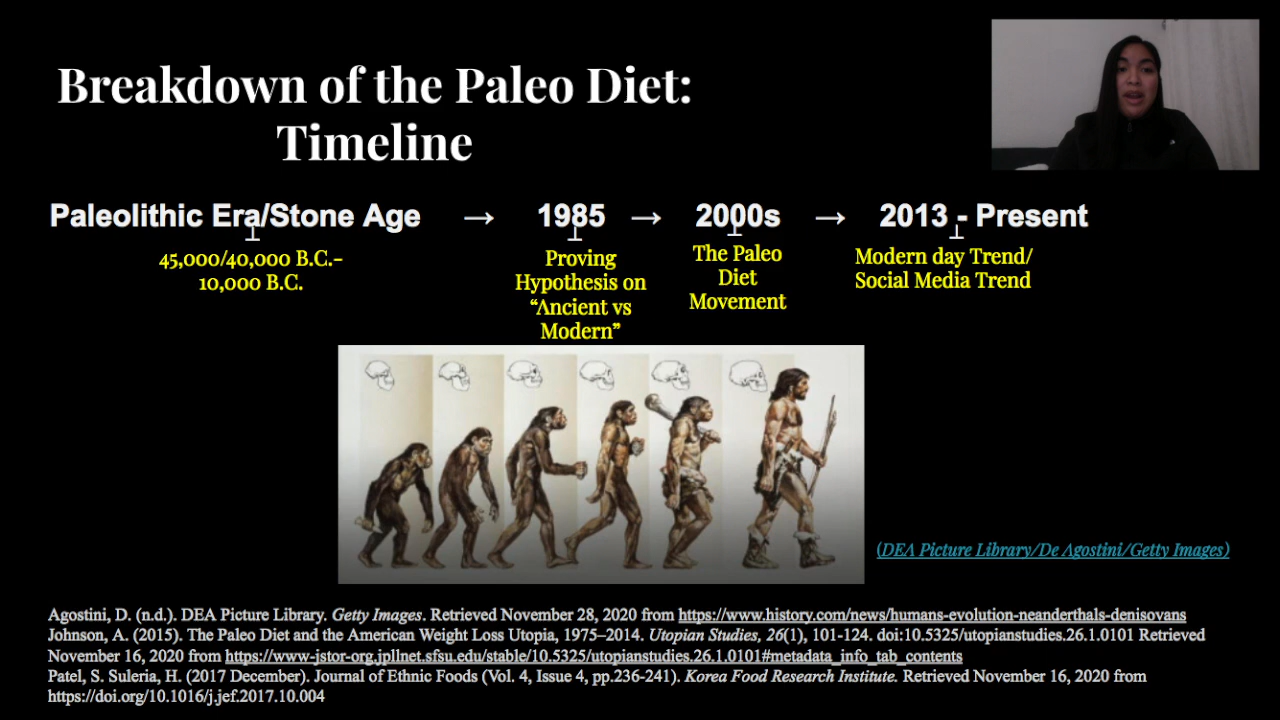 Breakdown of the Paleo Diet:
Timeline
Paleolithic Era/Stone Age → 1985 → 2000s → 2013 - Present
45,000/40,000 B.C.-
10,000 B.C.
Proving
Hypothesis on
“Ancient vs
Modern”
The Paleo
Diet
Movement
Modern day Trend/
Social Media Trend
(DEA Picture Library/De Agostini/Getty Images)
Agostini, D. (n.d.). DEA Picture Library. Getty Images. Retrieved November 28, 2020 from https://www.history.com/news/humans-evolution-neanderthals-denisovans
Johnson, A. (2015). The Paleo Diet and the American Weight Loss Utopia, 1975–2014. Utopian Studies, 26(1), 101-124. doi:10.5325/utopianstudies.26.1.0101 Retrieved
November 16, 2020 from https://www-jstor-org.jpllnet.sfsu.edu/stable/10.5325/utopianstudies.26.1.0101#metadata_info_tab_contents
Patel, S. Suleria, H. (2017 December). Journal of Ethnic Foods (Vol. 4, Issue 4, pp.236-241). Korea Food Research Institute. Retrieved November 16, 2020 from
https://doi.org/10.1016/j.jef.2017.10.004